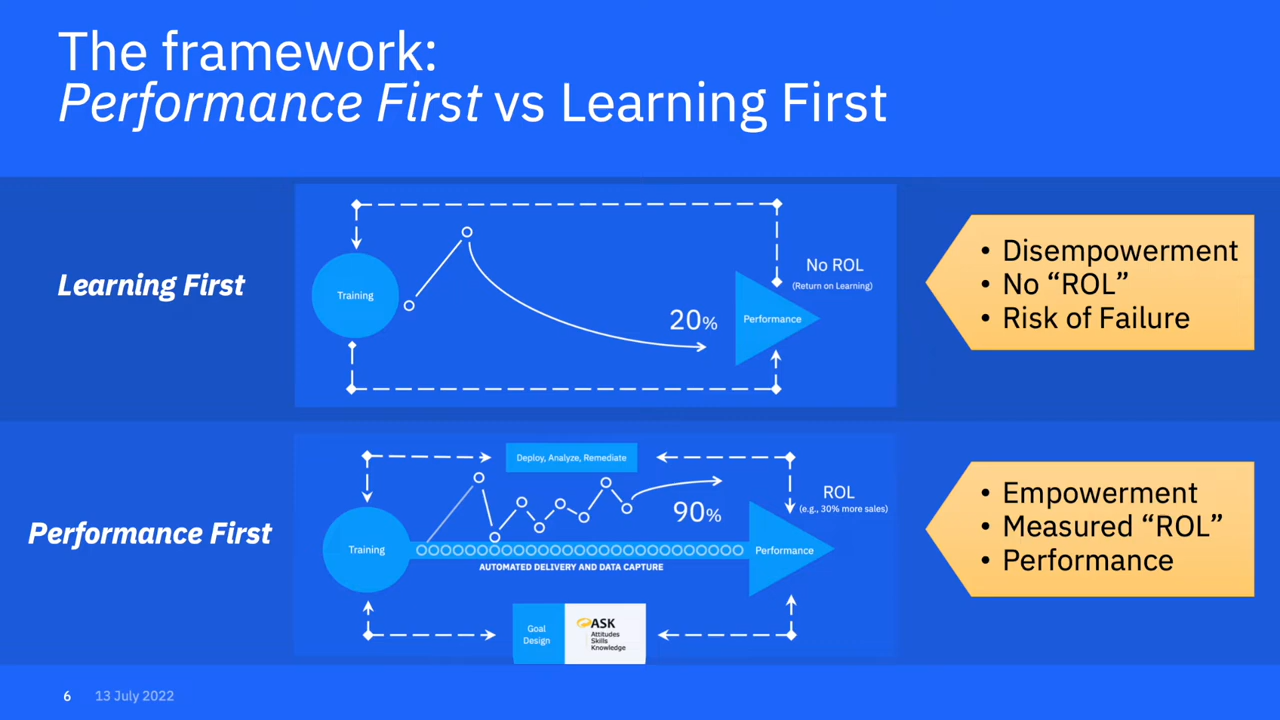 The framework:
Performance First vs Learning First
Learning First
Training
20%
Performance
No ROL
(Return on Learning)
• Disempowerment
• No “ROL”
• Risk of Failure
Performance First
Training
Deploy, Analyze, Remediate
90%
AUTOMATED DELIVERY AND DATA CAPTURE
Performance
ROL
(e.g., 30% more sales)
Goal
Design
ASK
Attitudes
Skills
Knowledge
• Empowerment
• Measured “ROL”
• Performance
6 13 July 2022